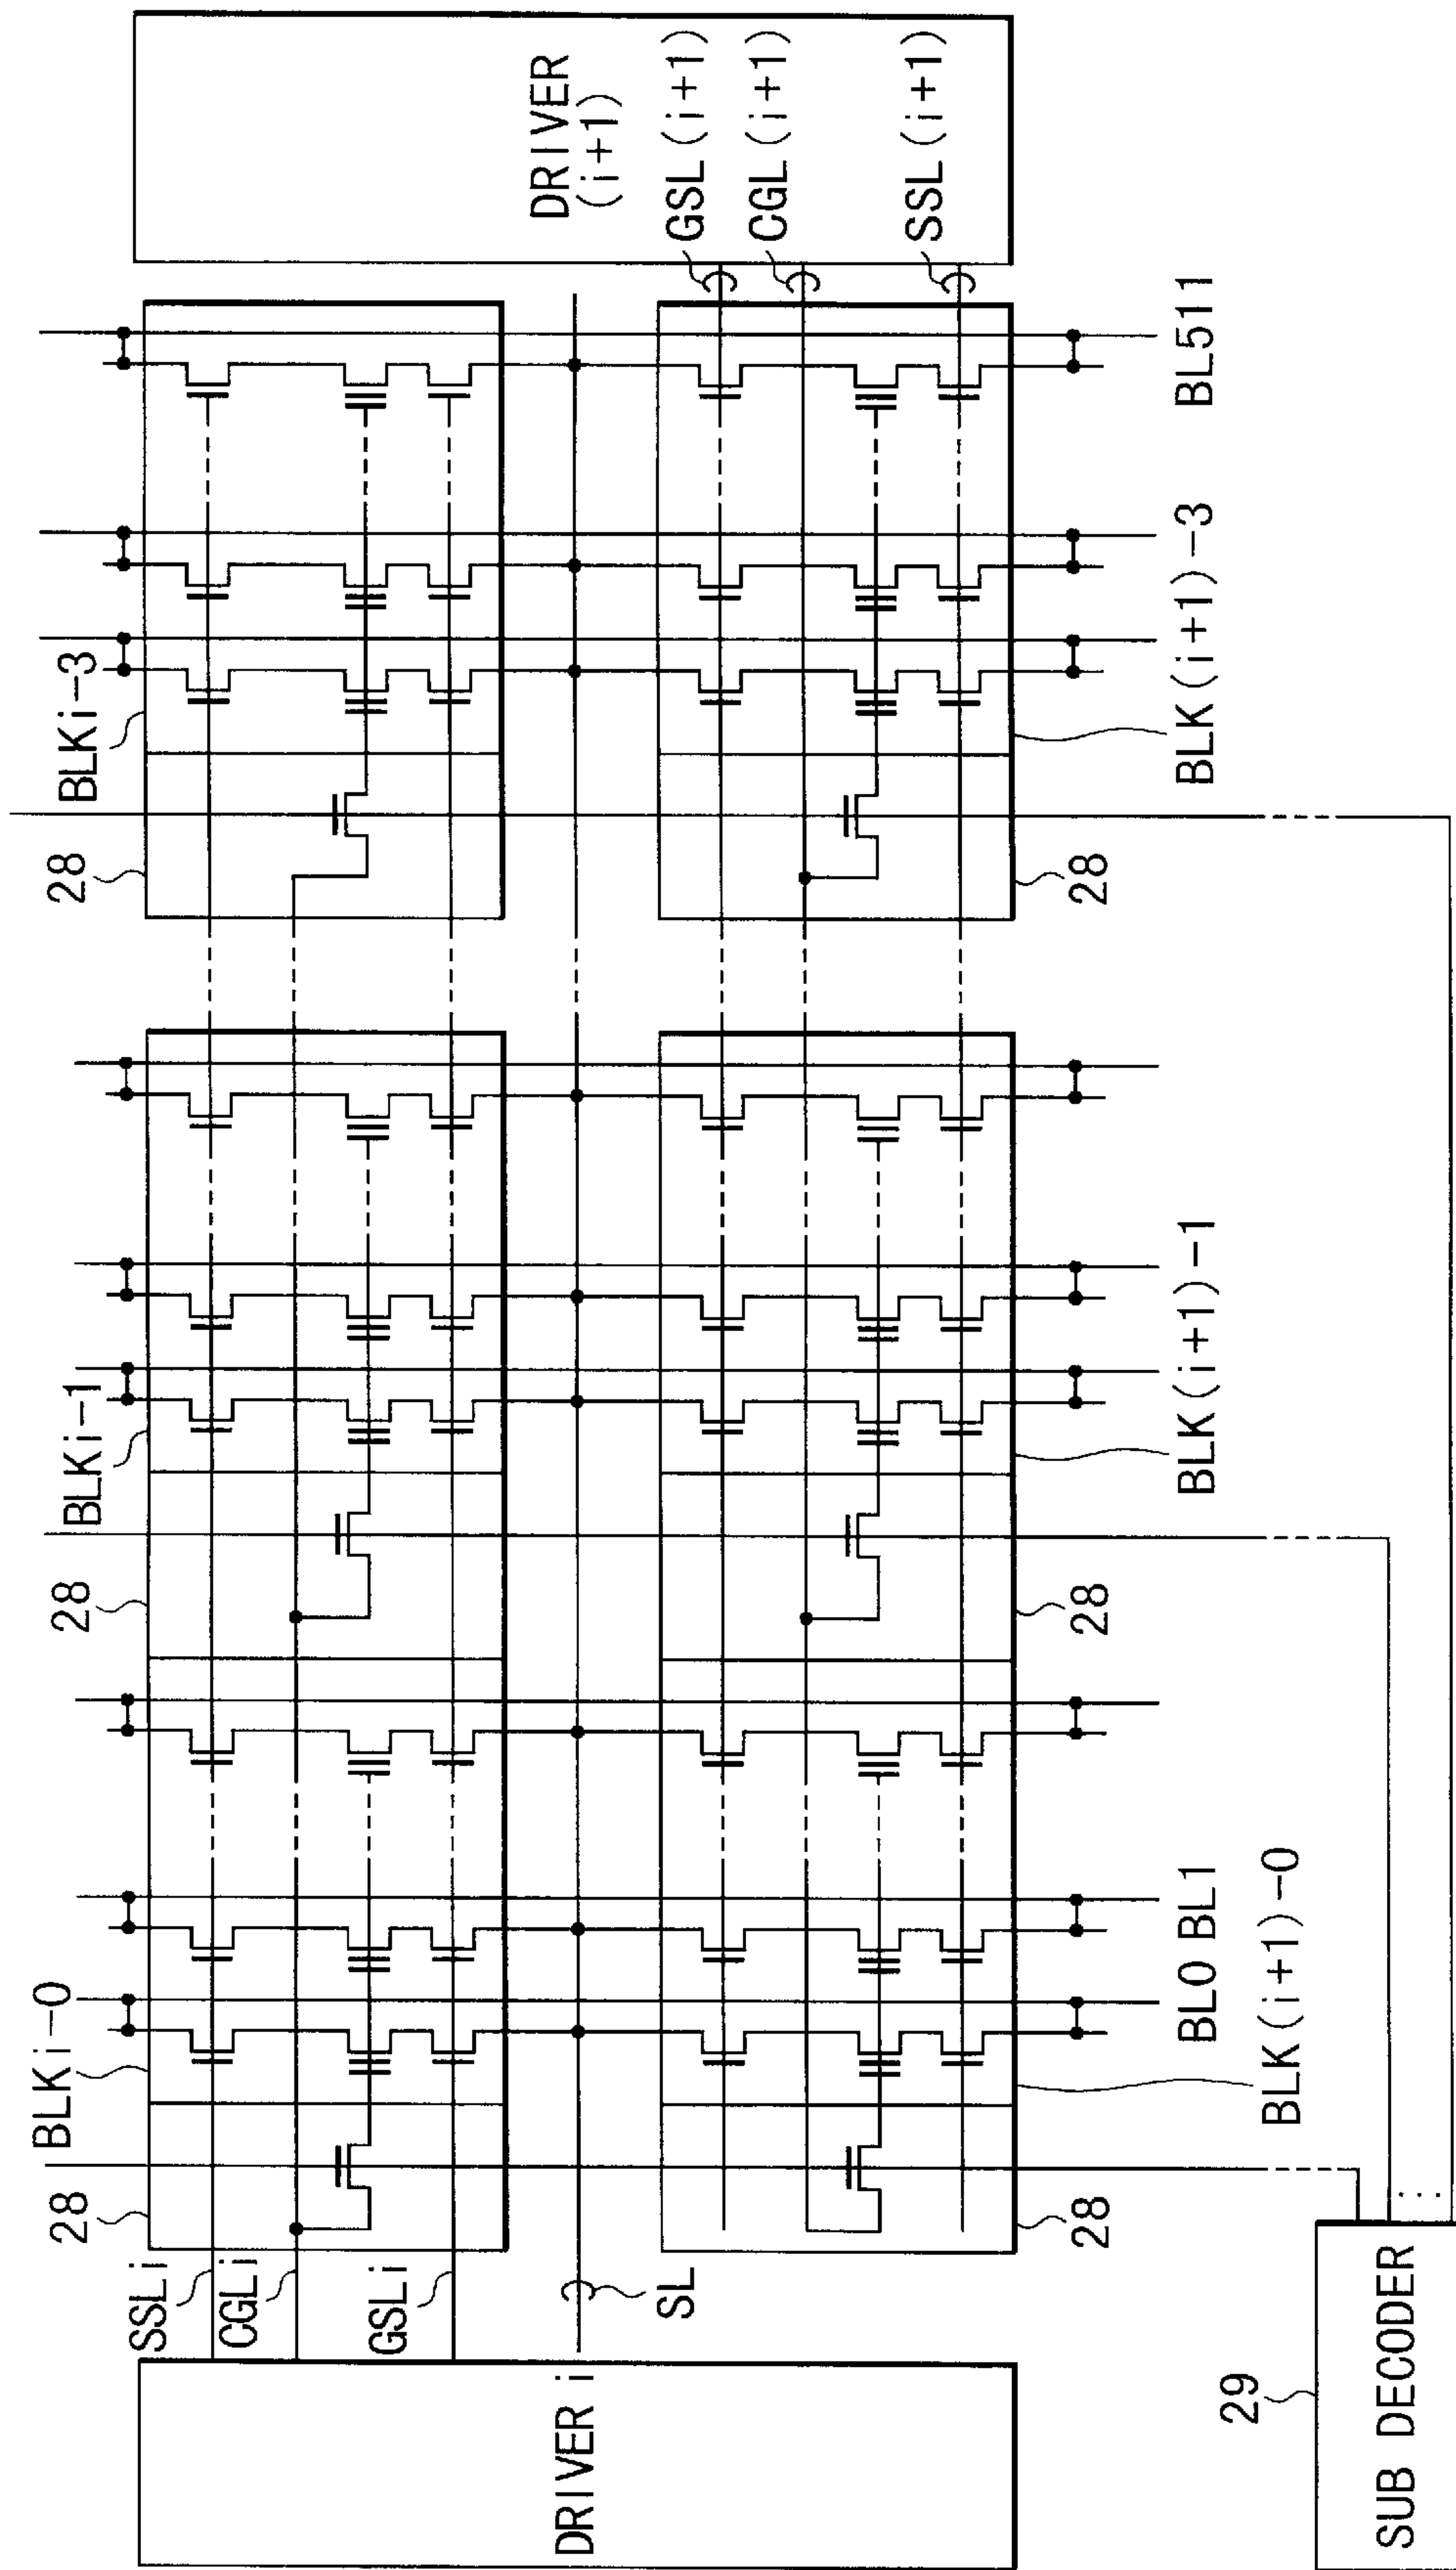 DRIVER i
SSLi
CGLi
GSLi
SL
28
BLKi-0
28
BLKi-1
28
BLKi-3
28
BLK(i+1)-0
BL0 BL1
28
BLK(i+1)-1
28
BLK(i+1)-3
BL511
DRIVER
(i+1)
GSL(i+1)
CGL(i+1)
SSL(i+1)
29
SUB DECODER